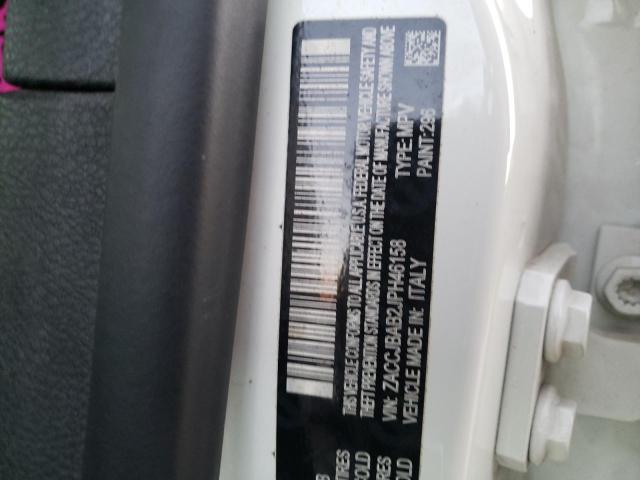 THIS VEHICLE CONFORMS TO ALL APPLICABLE U.S.A. FEDERAL MOTOR VEHICLE SAFETY AND
THEFT PREVENTION STANDARDS IN EFFECT ON THE DATE OF MANUFACTURE SHOWN ABOVE
VIN: ZACCJBAB2JPH46158 TYPE: MPV
VEHICLE MADE IN: ITALY PAINT: 296